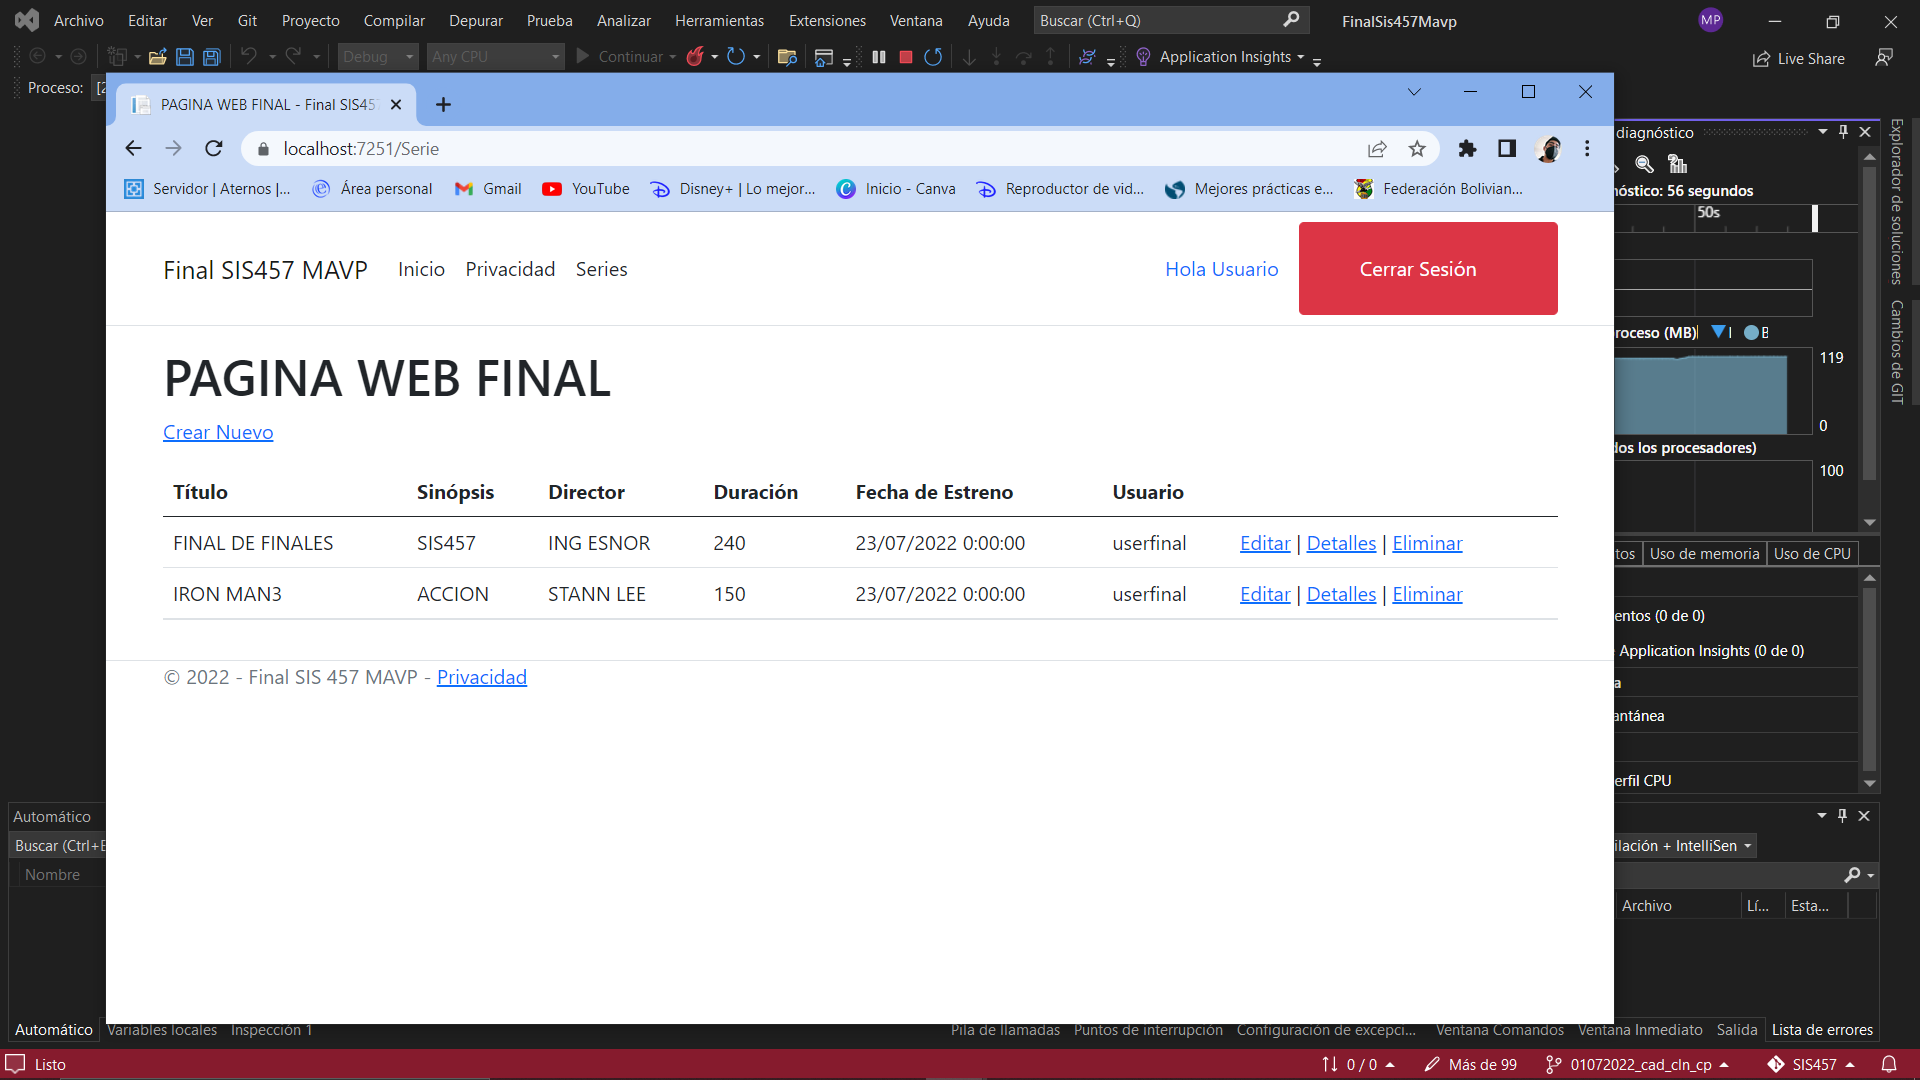 Archivo Editar Ver Git Proyecto Compilar Depurar Prueba Analizar Herramientas Extensiones Ventana Ayuda Buscar (Ctrl+Q) FinalSis457Mavp MP
Debug Any CPU Continuar Application Insights Live Share
Proceso: [2
PAGINA WEB FINAL - Final SIS457
localhost:7251/Serie
Servidor | Aternos |... Área personal Gmail YouTube Disney+ | Lo mejor... Inicio - Canva Reproductor de vid... Mejores prácticas e... Federación Bolivian...
Final SIS457 MAVP Inicio Privacidad Series Hola Usuario Cerrar Sesión
PAGINA WEB FINAL
Crear Nuevo
Título Sinópsis Director Duración Fecha de Estreno Usuario
FINAL DE FINALES SIS457 ING ESNOR 240 23/07/2022 0:00:00 userfinal Editar | Detalles | Eliminar
IRON MAN3 ACCION STANN LEE 150 23/07/2022 0:00:00 userfinal Editar | Detalles | Eliminar
© 2022 - Final SIS 457 MAVP - Privacidad
diagnóstico
nóstico: 56 segundos
50s
roceso (MB)
119
0
dos los procesadores)
100
tos Uso de memoria Uso de CPU
entos (0 de 0)
Application Insights (0 de 0)
a
antánea
erfil CPU
Explorador de soluciones
Cambios de GIT
Automático
Buscar (Ctrl+E
Nombre
ilación + IntelliSen
Archivo Lí... Esta...
Automático Variables locales Inspección 1
Pila de llamadas Puntos de interrupción Configuración de excepci... Ventana Comandos Ventana Inmediato Salida Lista de errores
Listo 0 / 0 Más de 99 01072022_cad_cln_cp SIS457